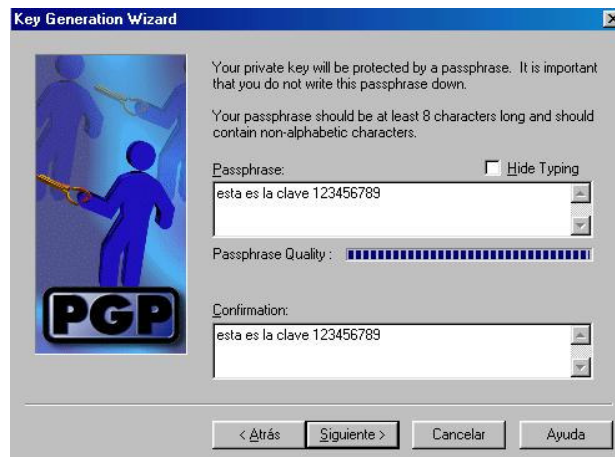 Key Generation Wizard
Your private key will be protected by a passphrase. It is important
that you do not write this passphrase down.
Your passphrase should be at least 8 characters long and should
contain non-alphabetic characters.
Passphrase:
Hide Typing
esta es la clave 123456789
Passphrase Quality :
Confirmation:
esta es la clave 123456789
PGP
< Atrás
Siguiente >
Cancelar
Ayuda